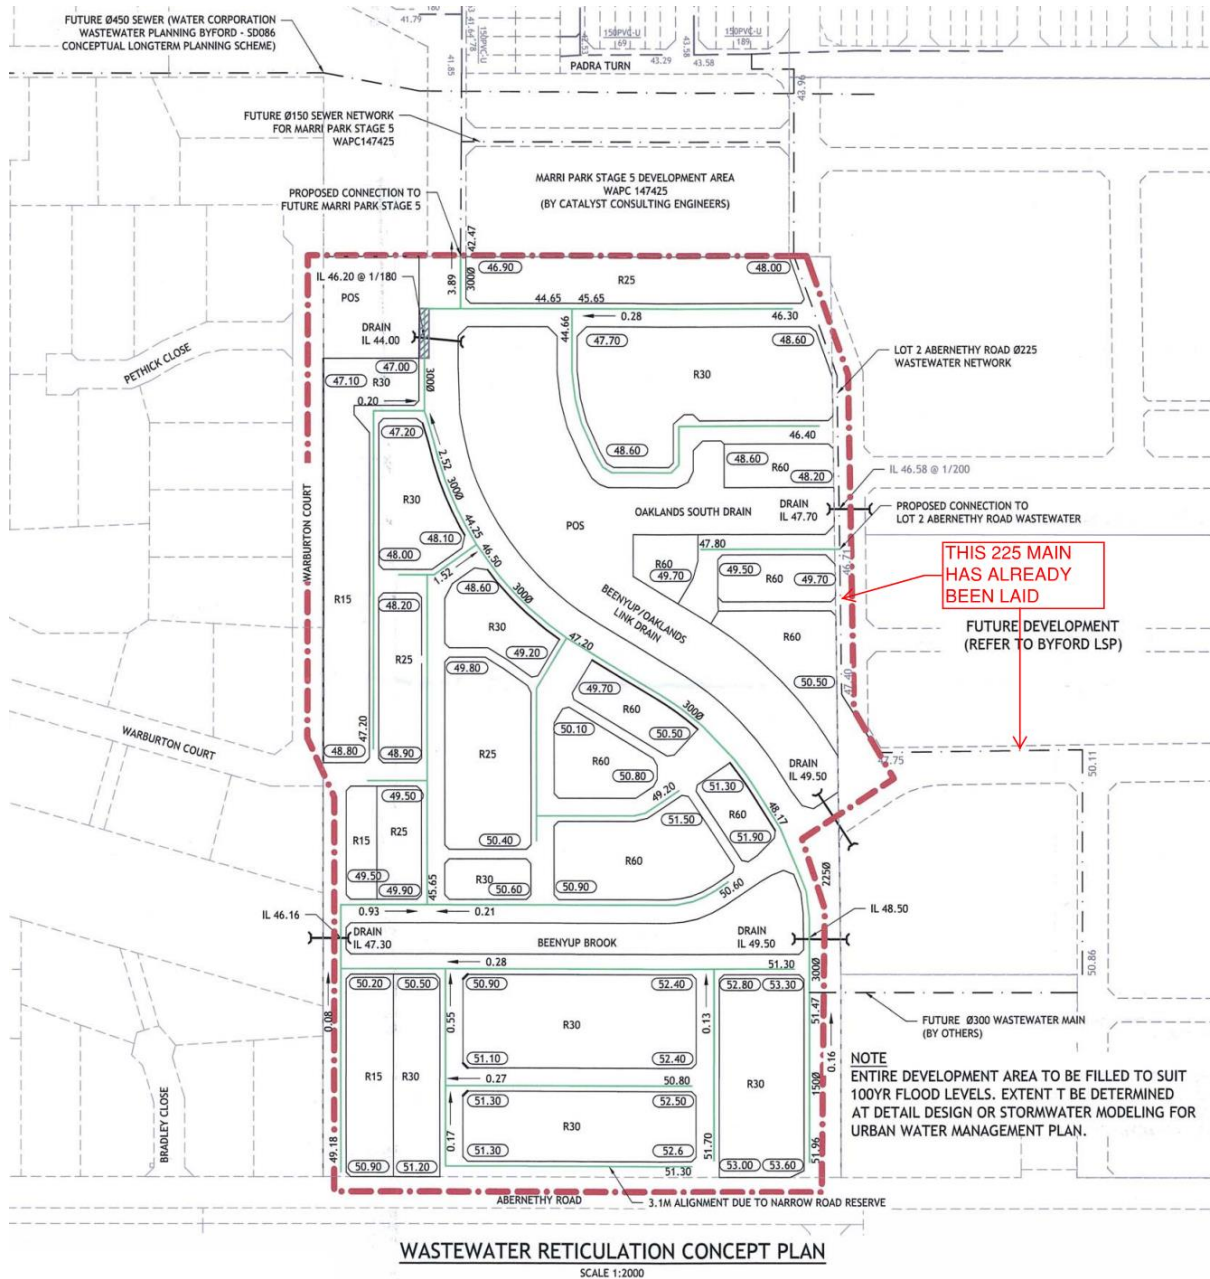 FUTURE Ø450 SEWER (WATER CORPORATION
WASTEWATER PLANNING BYFORD - SD086
CONCEPTUAL LONGTERM PLANNING SCHEME)
41.79
41.85
64.78
150PVC-U
69
43.29
43.58
43.58
150PVC-U
189
43.96
PADRA TURN
FUTURE Ø150 SEWER NETWORK
FOR MARRI PARK STAGE 5
WAPC147425
MARRI PARK STAGE 5 DEVELOPMENT AREA
WAPC 147425
(BY CATALYST CONSULTING ENGINEERS)
PROPOSED CONNECTION TO
FUTURE MARRI PARK STAGE 5
42.47
3.89
300Ø
IL 46.20 @ 1/180
46.90
R25
48.00
POS
44.65
45.65
0.28
46.30
DRAIN
IL 44.00
44.66
47.70
48.60
LOT 2 ABERNETHY ROAD Ø225
WASTEWATER NETWORK
PETHICK CLOSE
47.00
47.10
R30
300Ø
R30
0.20
47.20
48.60
46.40
48.60
R60
48.20
2.52
300Ø
IL 46.58 @ 1/200
WARBURTON COURT
R30
44.25
OAKLANDS SOUTH DRAIN
DRAIN
IL 47.70
POS
PROPOSED CONNECTION TO
LOT 2 ABERNETHY ROAD WASTEWATER
48.10
48.00
46.50
47.80
46.71
THIS 225 MAIN
HAS ALREADY
BEEN LAID
R60
49.70
49.50
R60
49.70
1.52
48.60
300Ø
R15
48.20
BEENYUP/OAKLANDS
LINK DRAIN
R30
49.20
47.20
R60
FUTURE DEVELOPMENT
(REFER TO BYFORD LSP)
R25
49.80
49.70
R60
50.50
47.40
300Ø
50.10
50.50
47.20
WARBURTON COURT
48.80
48.90
R25
R60
50.80
DRAIN
IL 49.50
47.75
50.11
49.50
49.20
51.30
R60
48.17
R15
R25
50.40
51.50
R60
51.90
49.50
49.90
45.65
R30
50.60
50.90
50.60
225Ø
IL 46.16
0.93
0.21
IL 48.50
DRAIN
IL 47.30
BEENYUP BROOK
DRAIN
IL 49.50
50.86
0.28
51.30
300Ø
50.20
50.50
50.90
52.40
52.80
53.30
51.47
0.08
0.55
R30
0.13
FUTURE Ø300 WASTEWATER MAIN
(BY OTHERS)
0.16
51.10
52.40
R15
R30
0.27
50.80
R30
150Ø
NOTE
ENTIRE DEVELOPMENT AREA TO BE FILLED TO SUIT
100YR FLOOD LEVELS. EXTENT T BE DETERMINED
AT DETAIL DESIGN OR STORMWATER MODELING FOR
URBAN WATER MANAGEMENT PLAN.
BRADLEY CLOSE
51.30
52.50
R30
0.17
49.18
51.30
52.6
51.70
51.96
50.90
51.20
51.30
53.00
53.60
ABERNETHY ROAD
3.1M ALIGNMENT DUE TO NARROW ROAD RESERVE
WASTEWATER RETICULATION CONCEPT PLAN
SCALE 1:2000